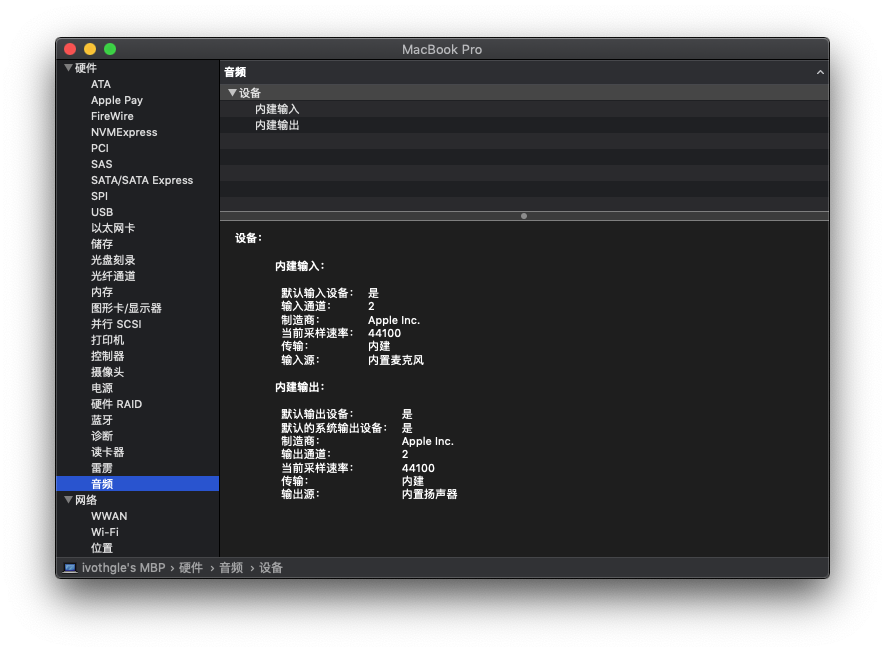 MacBook Pro
硬件
ATA
Apple Pay
FireWire
NVMExpress
PCI
SAS
SATA/SATA Express
SPI
USB
以太网卡
储存
光盘刻录
光纤通道
内存
图形卡/显示器
并行 SCSI
打印机
控制器
摄像头
电源
硬件 RAID
蓝牙
诊断
读卡器
雷雳
音频
网络
WWAN
Wi-Fi
位置
音频
设备
内建输入
内建输出
设备：
内建输入：
默认输入设备： 是
输入通道： 2
制造商： Apple Inc.
当前采样速率： 44100
传输： 内建
输入源： 内置麦克风
内建输出：
默认输出设备： 是
默认的系统输出设备： 是
制造商： Apple Inc.
输出通道： 2
当前采样速率： 44100
传输： 内建
输出源： 内置扬声器
ivothgle's MBP › 硬件 › 音频 › 设备